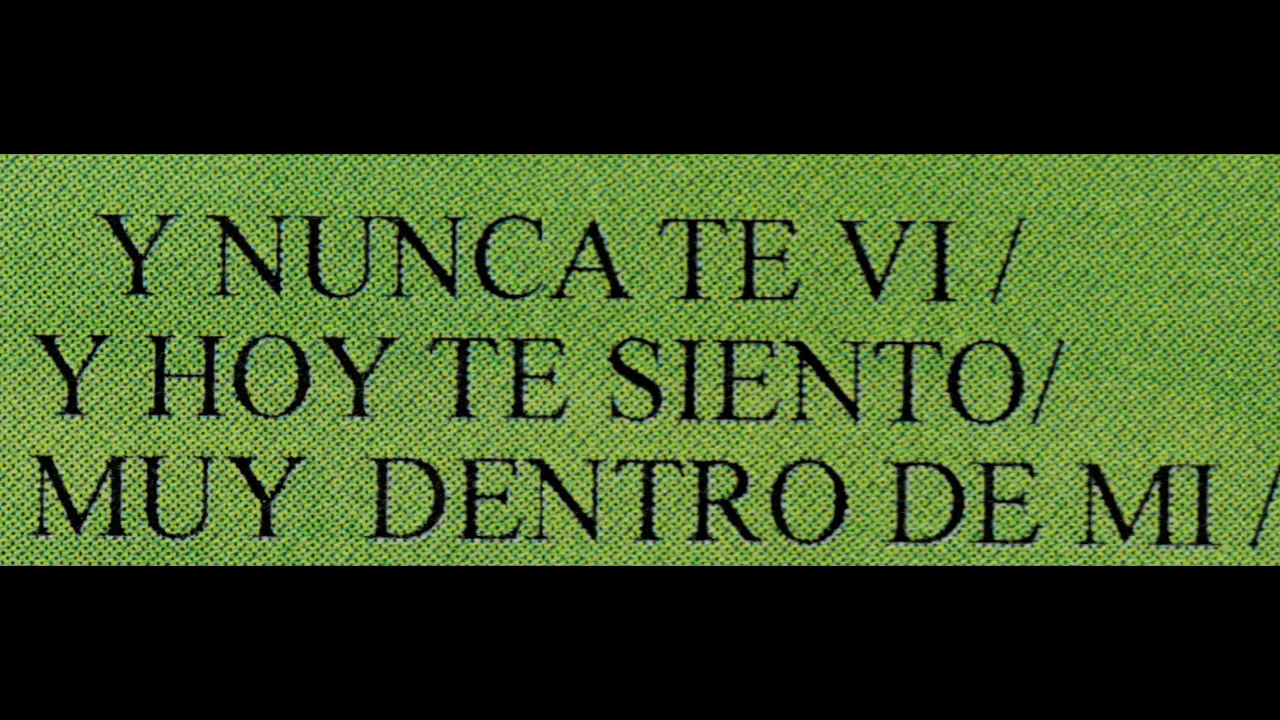 Y NUNCA TE VI /
Y HOY TE SIENTO/
MUY DENTRO DE MI /